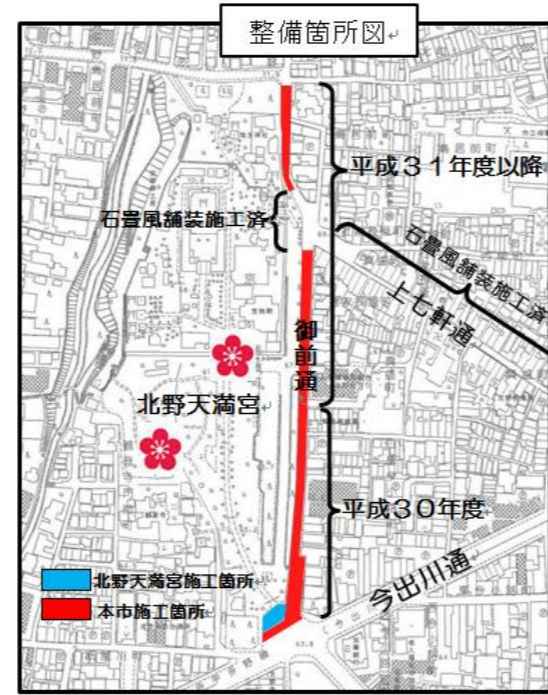 整備箇所図
平成31年度以降
石畳風舗装施工済
石畳風舗装施工済
上七軒通
御前通
北野天満宮
平成30年度
今出川通
北野天満宮施工箇所
本市施工箇所